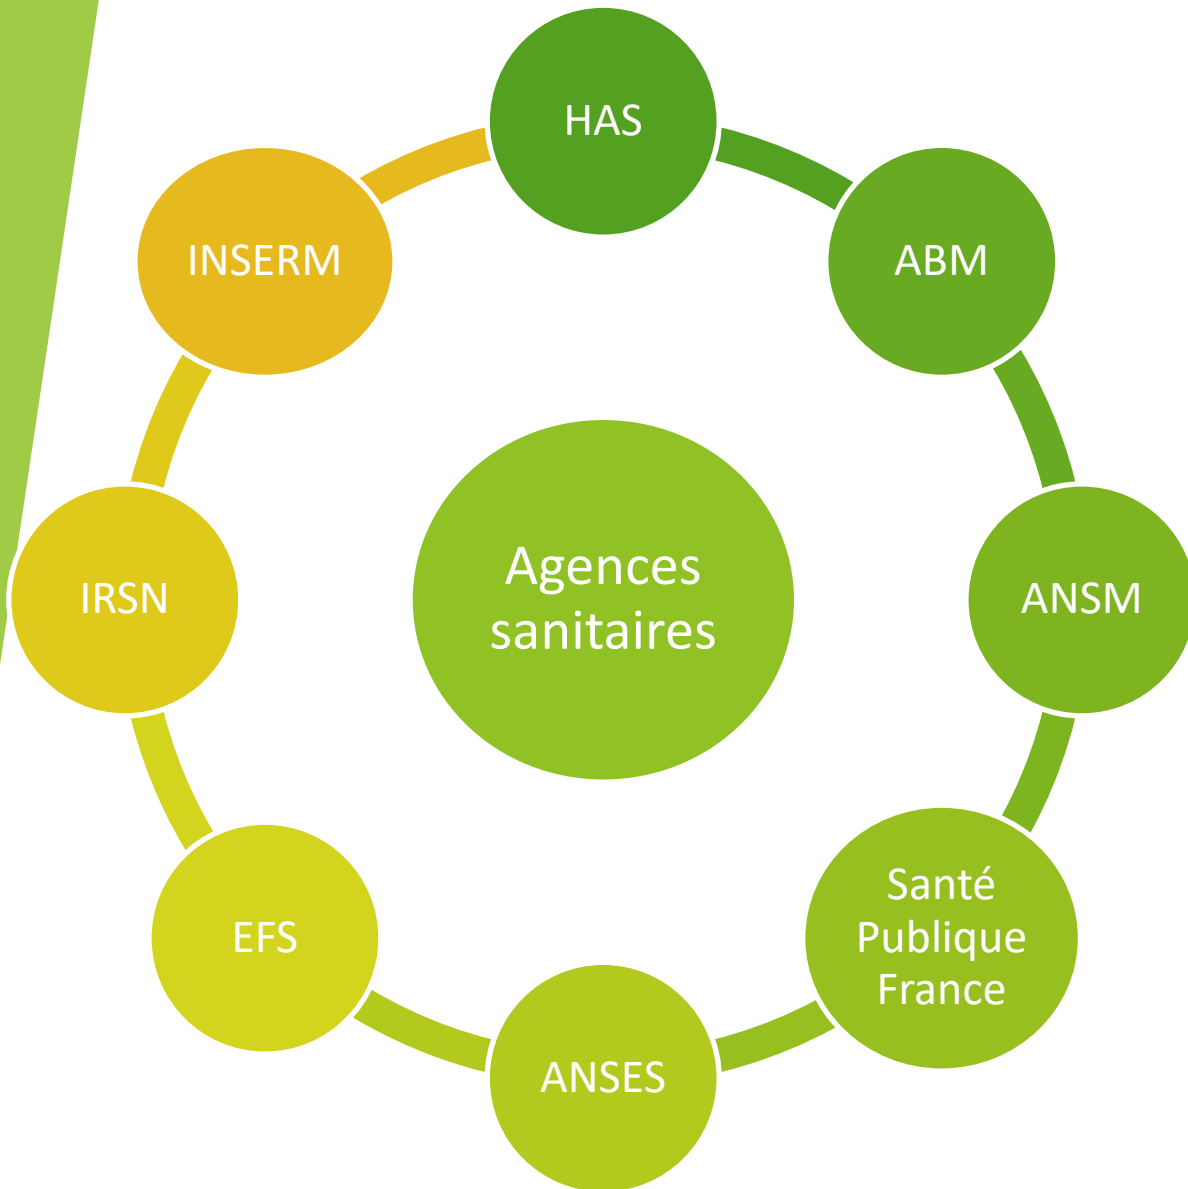 HAS
ABM
ANSM
Santé
Publique
France
ANSES
EFS
IRSN
INSERM
Agences
sanitaires